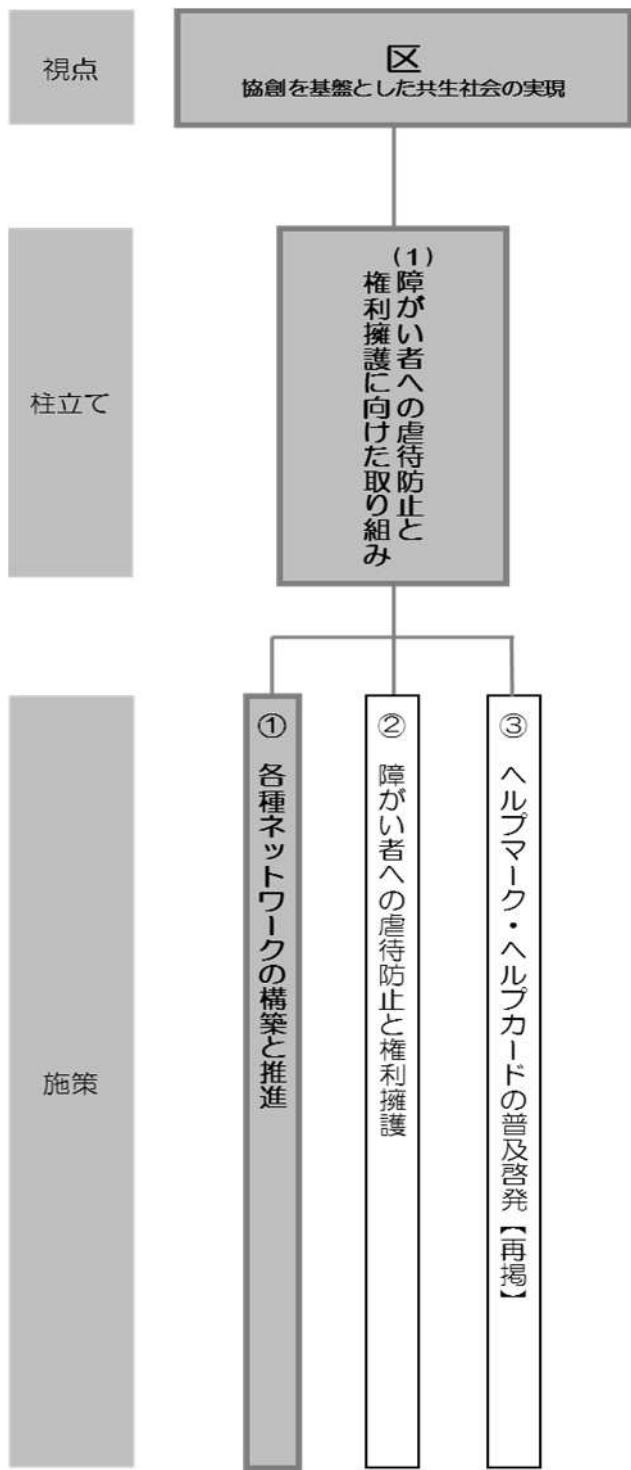 視点
区
協創を基盤とした共生社会の実現
柱立て
(1)障がい者への虐待防止と
権利擁護に向けた取り組み
施策
① 各種ネットワークの構築と推進
② 障がい者への虐待防止と権利擁護
③ ヘルプマーク・ヘルプカードの普及啓発【再掲】